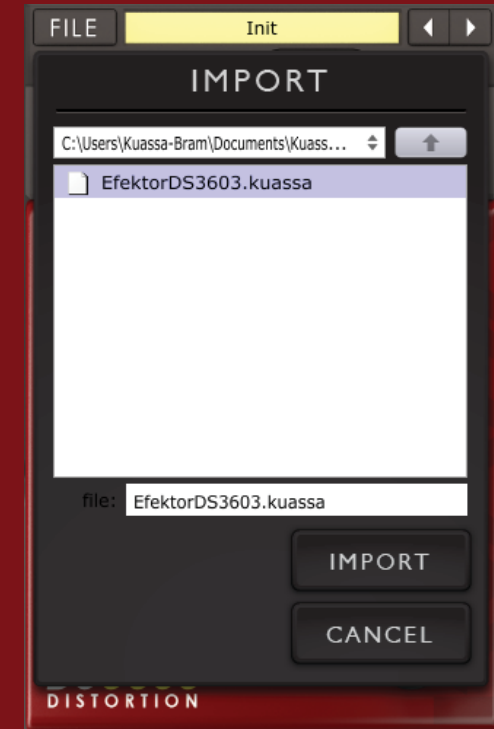 FILE
Init
IMPORT
C:\Users\Kuassa-Bram\Documents\Kuass...
EfektorDS3603.kuassa
file: EfektorDS3603.kuassa
IMPORT
CANCEL
DISTORTION